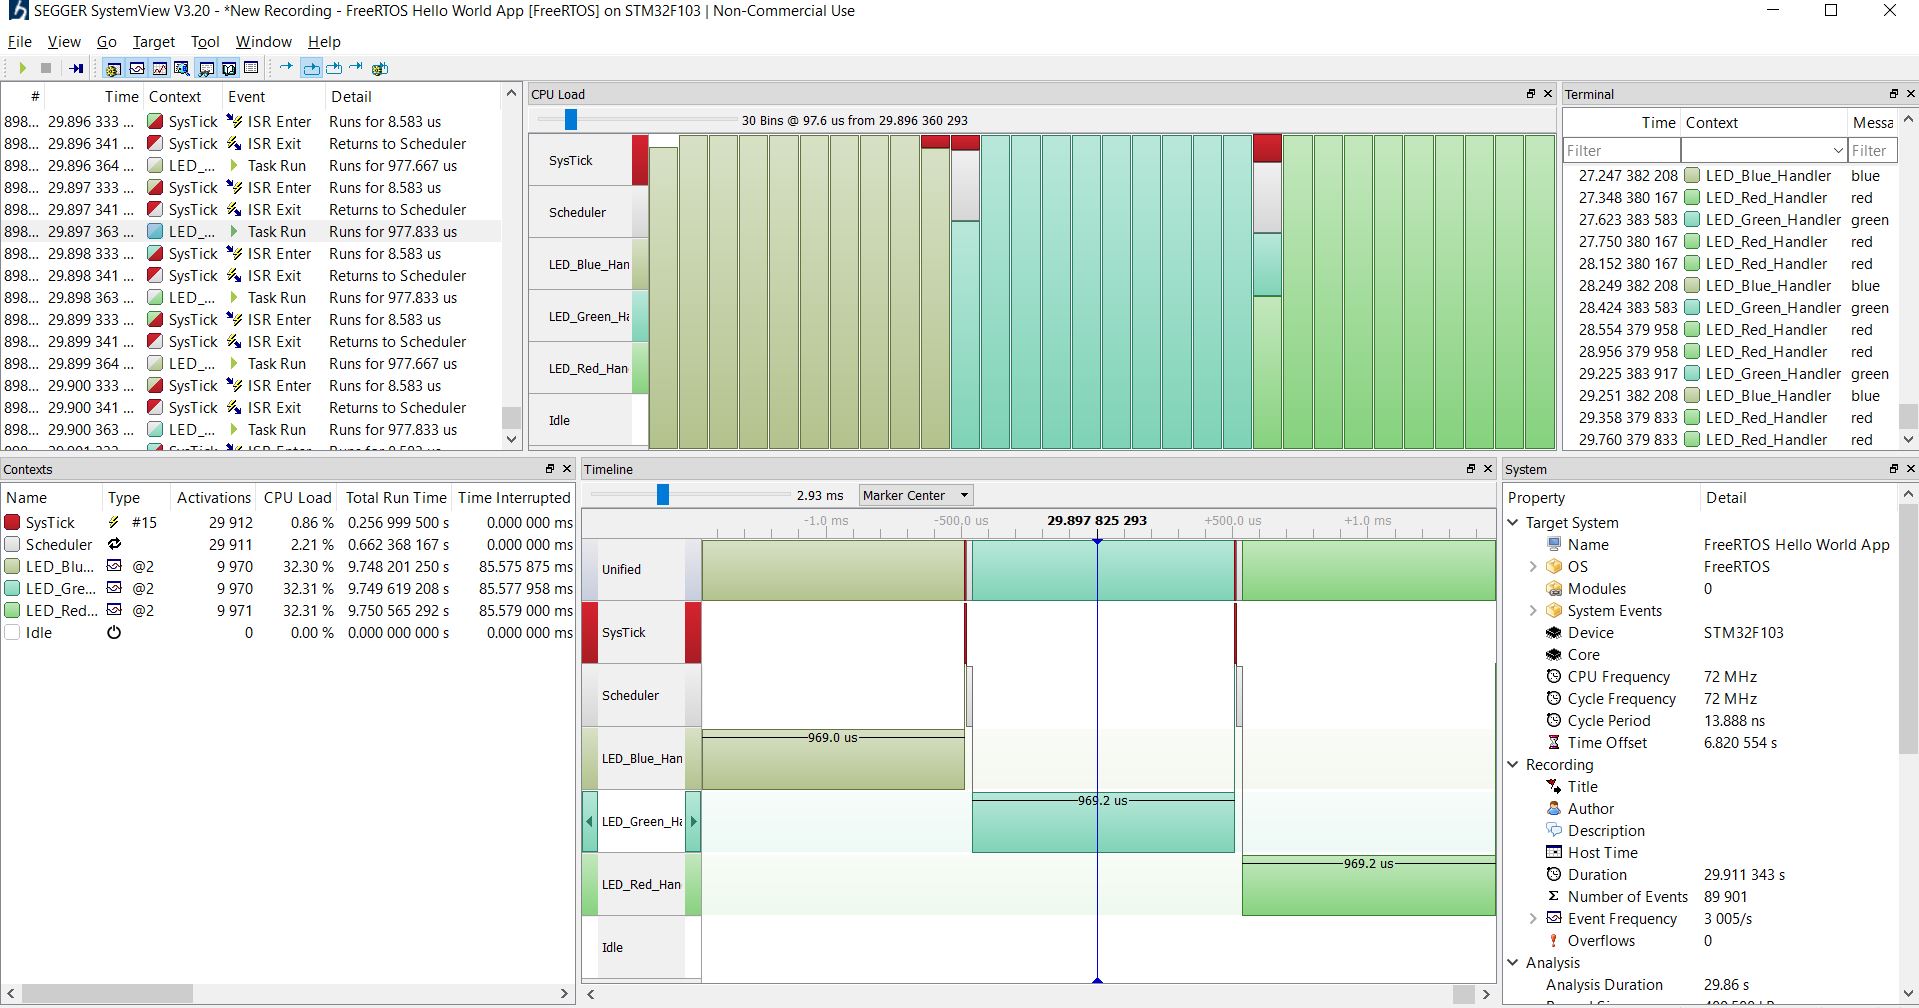 SEGGER SystemView V3.20 - *New Recording - FreeRTOS Hello World App [FreeRTOS] on STM32F103 | Non-Commercial Use
File View Go Target Tool Window Help
# Time Context Event Detail
898... 29.896 333 ... SysTick ISR Enter Runs for 8.583 us
898... 29.896 341 ... SysTick ISR Exit Returns to Scheduler
898... 29.896 364 ... LED_... Task Run Runs for 977.667 us
898... 29.897 333 ... SysTick ISR Enter Runs for 8.583 us
898... 29.897 341 ... SysTick ISR Exit Returns to Scheduler
898... 29.897 363 ... LED_... Task Run Runs for 977.833 us
898... 29.898 333 ... SysTick ISR Enter Runs for 8.583 us
898... 29.898 341 ... SysTick ISR Exit Returns to Scheduler
898... 29.898 363 ... LED_... Task Run Runs for 977.833 us
898... 29.899 333 ... SysTick ISR Enter Runs for 8.583 us
898... 29.899 341 ... SysTick ISR Exit Returns to Scheduler
898... 29.899 364 ... LED_... Task Run Runs for 977.667 us
898... 29.900 333 ... SysTick ISR Enter Runs for 8.583 us
898... 29.900 341 ... SysTick ISR Exit Returns to Scheduler
898... 29.900 363 ... LED_... Task Run Runs for 977.833 us
CPU Load
30 Bins @ 97.6 us from 29.896 360 293
SysTick
Scheduler
LED_Blue_Han
LED_Green_Ha
LED_Red_Han
Idle
Terminal
Time Context Messa
Filter Filter
27.247 382 208 LED_Blue_Handler blue
27.348 380 167 LED_Red_Handler red
27.623 383 583 LED_Green_Handler green
27.750 380 167 LED_Red_Handler red
28.152 380 167 LED_Red_Handler red
28.249 382 208 LED_Blue_Handler blue
28.424 383 583 LED_Green_Handler green
28.554 379 958 LED_Red_Handler red
28.956 379 958 LED_Red_Handler red
29.225 383 917 LED_Green_Handler green
29.251 382 208 LED_Blue_Handler blue
29.358 379 833 LED_Red_Handler red
29.760 379 833 LED_Red_Handler red
Contexts
Name Type Activations CPU Load Total Run Time Time Interrupted
SysTick #15 29 912 0.86 % 0.256 999 500 s 0.000 000 ms
Scheduler 29 911 2.21 % 0.662 368 167 s 0.000 000 ms
LED_Blu... @2 9 970 32.30 % 9.748 201 250 s 85.575 875 ms
LED_Gre... @2 9 970 32.31 % 9.749 619 208 s 85.577 958 ms
LED_Red... @2 9 971 32.31 % 9.750 565 292 s 85.579 000 ms
Idle 0 0.00 % 0.000 000 000 s 0.000 000 ms
Timeline
2.93 ms Marker Center
-1.0 ms -500.0 us 29.897 825 293 +500.0 us +1.0 ms
Unified
SysTick
Scheduler
LED_Blue_Han 969.0 us
LED_Green_Ha 969.2 us
LED_Red_Han 969.2 us
Idle
System
Property Detail
Target System
Name FreeRTOS Hello World App
OS FreeRTOS
Modules 0
System Events
Device STM32F103
Core
CPU Frequency 72 MHz
Cycle Frequency 72 MHz
Cycle Period 13.888 ns
Time Offset 6.820 554 s
Recording
Title
Author
Description
Host Time
Duration 29.911 343 s
Number of Events 89 901
Event Frequency 3 005/s
Overflows 0
Analysis
Analysis Duration 29.86 s